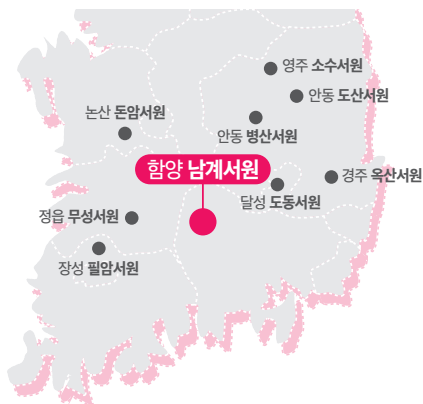 영주 소수서원
안동 도산서원
논산 돈암서원
안동 병산서원
함양 남계서원
경주 옥산서원
달성 도동서원
정읍 무성서원
장성 필암서원